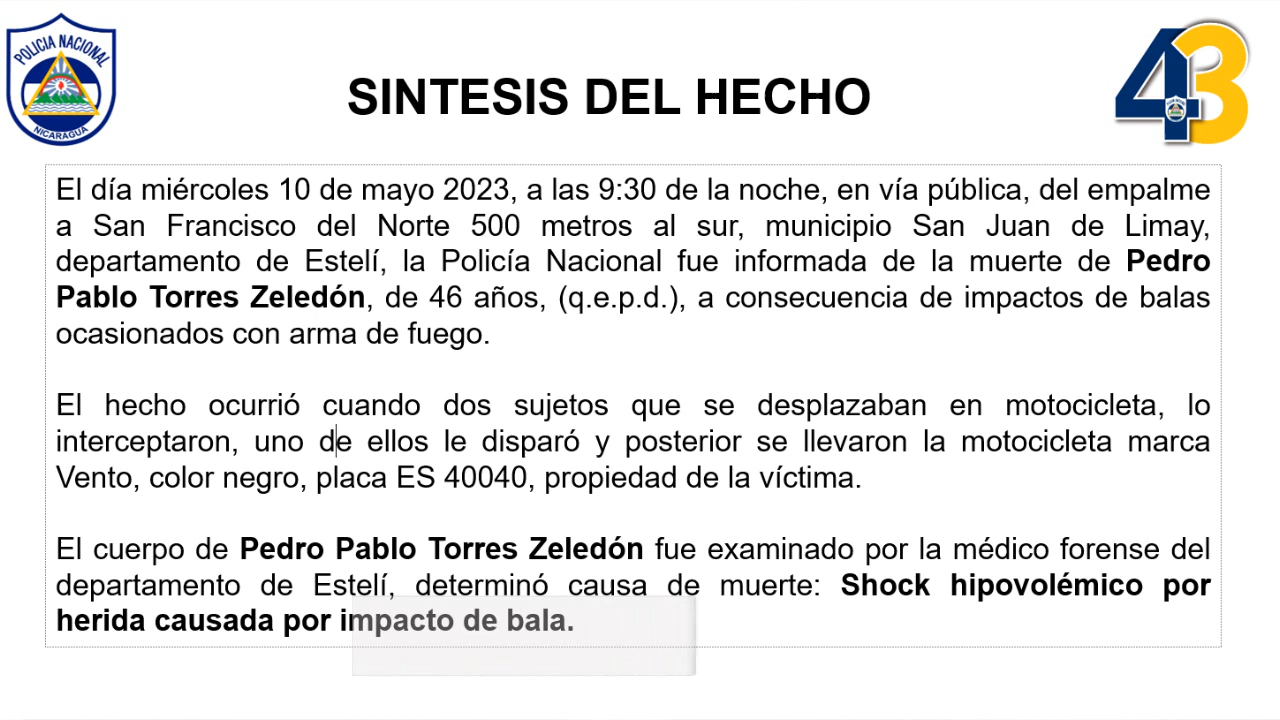 POLICIA NACIONAL
NICARAGUA
43
SINTESIS DEL HECHO
El día miércoles 10 de mayo 2023, a las 9:30 de la noche, en vía pública, del empalme
a San Francisco del Norte 500 metros al sur, municipio San Juan de Limay,
departamento de Estelí, la Policía Nacional fue informada de la muerte de Pedro
Pablo Torres Zeledón, de 46 años, (q.e.p.d.), a consecuencia de impactos de balas
ocasionados con arma de fuego.
El hecho ocurrió cuando dos sujetos que se desplazaban en motocicleta, lo
interceptaron, uno de ellos le disparó y posterior se llevaron la motocicleta marca
Vento, color negro, placa ES 40040, propiedad de la víctima.
El cuerpo de Pedro Pablo Torres Zeledón fue examinado por la médico forense del
departamento de Estelí, determinó causa de muerte: Shock hipovolémico por
herida causada por impacto de bala.